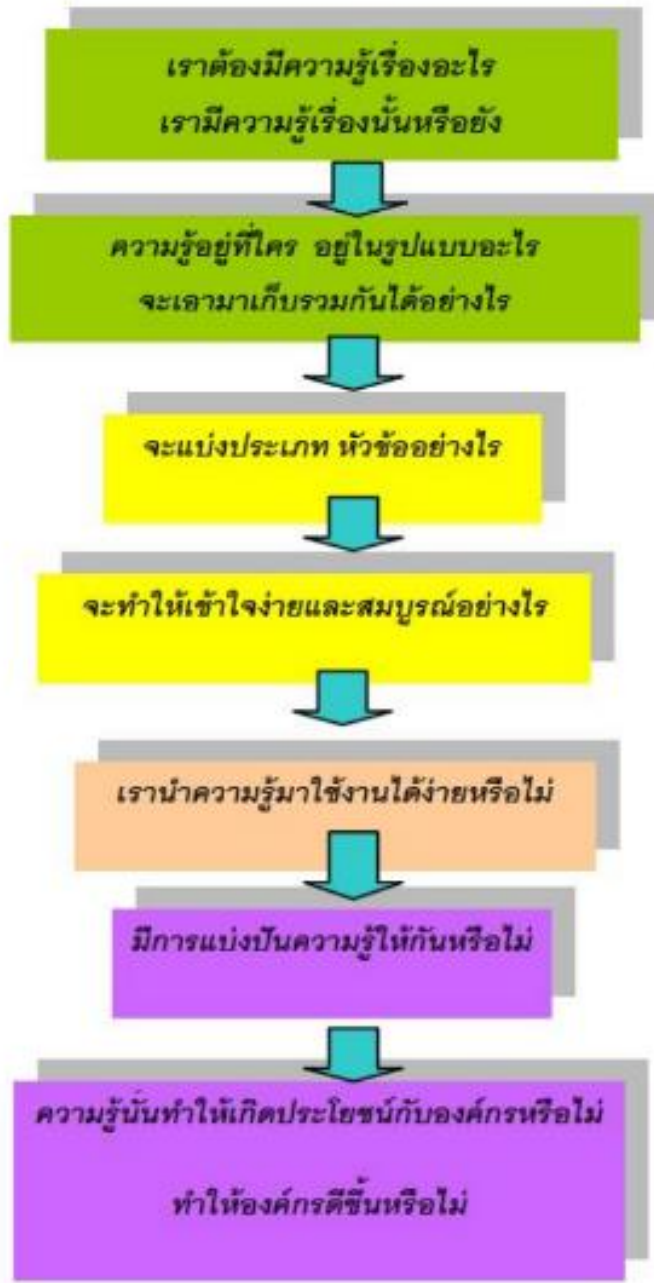 เราต้องมีความรู้เรื่องอะไร
เรามีความรู้เรื่องนั้นหรือยัง
ความรู้อยู่ที่ใคร อยู่ในรูปแบบอะไร
จะเอามาเก็บรวมกันได้อย่างไร
จะแบ่งประเภท หัวข้ออย่างไร
จะทำให้เข้าใจง่ายและสมบูรณ์อย่างไร
เรานำความรู้มาใช้งานได้ง่ายหรือไม่
มีการแบ่งปันความรู้ให้กันหรือไม่
ความรู้นั้นทำให้เกิดประโยชน์กับองค์กรหรือไม่
ทำให้องค์กรดีขึ้นหรือไม่